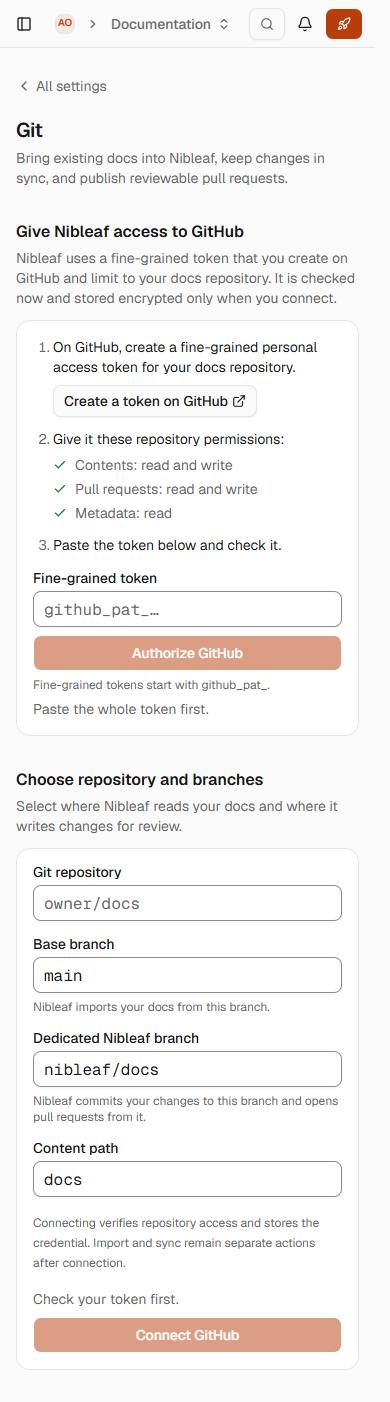 AO
Documentation
All settings
Git
Bring existing docs into Nibleaf, keep changes in
sync, and publish reviewable pull requests.
Give Nibleaf access to GitHub
Nibleaf uses a fine-grained token that you create on
GitHub and limit to your docs repository. It is checked
now and stored encrypted only when you connect.
1. On GitHub, create a fine-grained personal
access token for your docs repository.
Create a token on GitHub
2. Give it these repository permissions:
Contents: read and write
Pull requests: read and write
Metadata: read
3. Paste the token below and check it.
Fine-grained token
github_pat_…
Authorize GitHub
Fine-grained tokens start with github_pat_.
Paste the whole token first.
Choose repository and branches
Select where Nibleaf reads your docs and where it
writes changes for review.
Git repository
owner/docs
Base branch
main
Nibleaf imports your docs from this branch.
Dedicated Nibleaf branch
nibleaf/docs
Nibleaf commits your changes to this branch and opens
pull requests from it.
Content path
docs
Connecting verifies repository access and stores the
credential. Import and sync remain separate actions
after connection.
Check your token first.
Connect GitHub